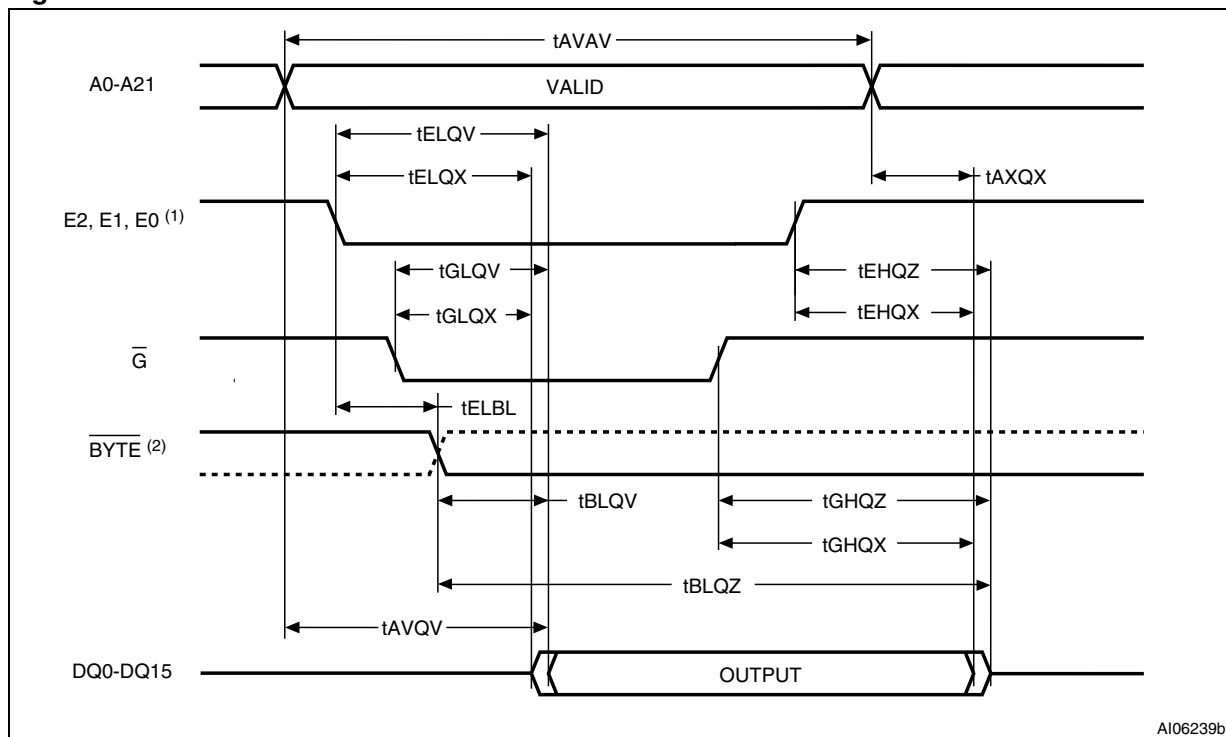 tAVAV
A0-A21
VALID
tELQV
tELQX
tAXQX
E2, E1, E0 (1)
tGLQV
tEHQZ
tGLQX
tEHQX
G
tELBL
BYTE (2)
tBLQV
tGHQZ
tGHQX
tBLQZ
tAVQV
DQ0-DQ15
OUTPUT
AI06239b